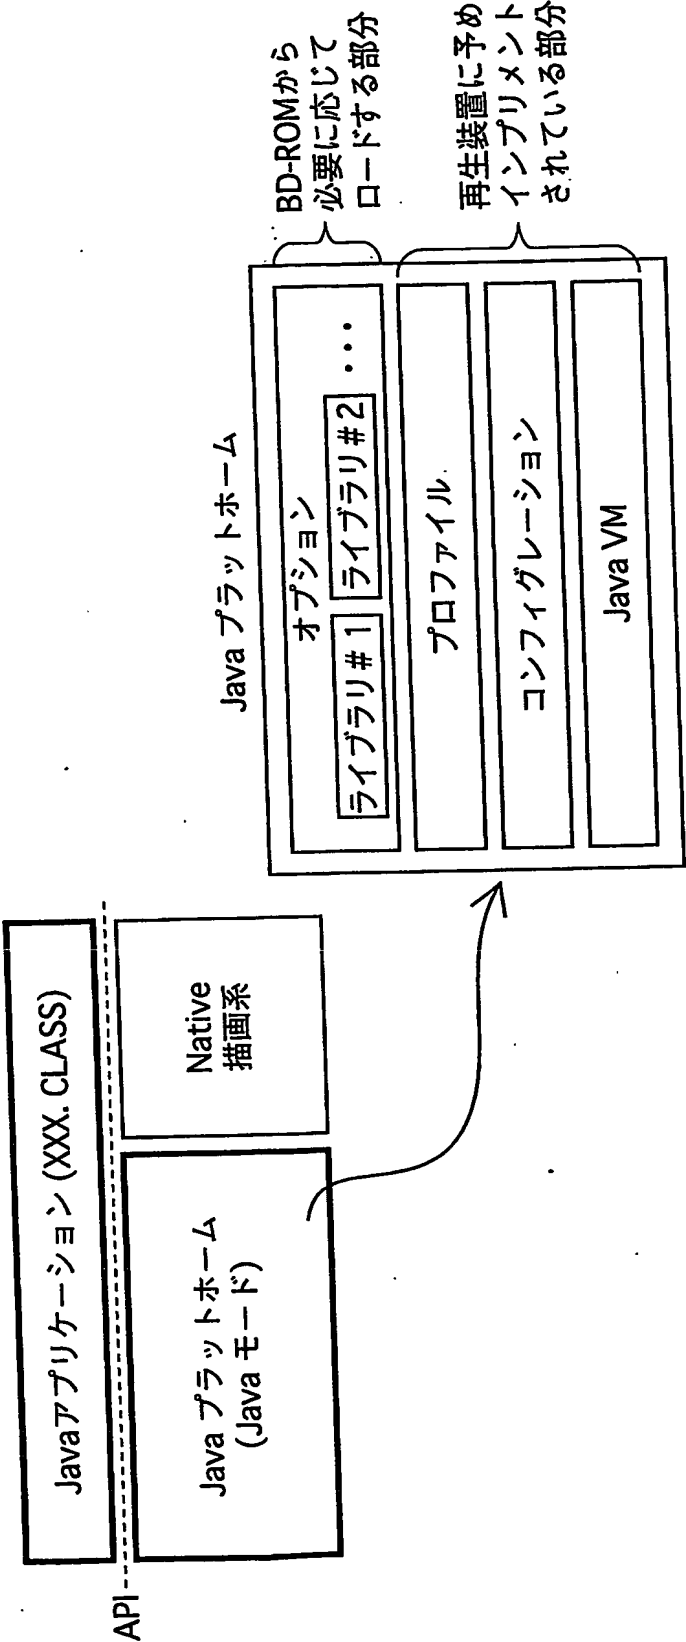 Javaアプリケーション (XXX. CLASS)
API
Java プラットホーム
(Java モード)
Native
描画系
Java プラットホーム
オプション
ライブラリ#1
ライブラリ#2
・・・
プロファイル
コンフィグレーション
Java VM
BD-ROMから
必要に応じて
ロードする部分
再生装置に予め
インプリメント
されている部分